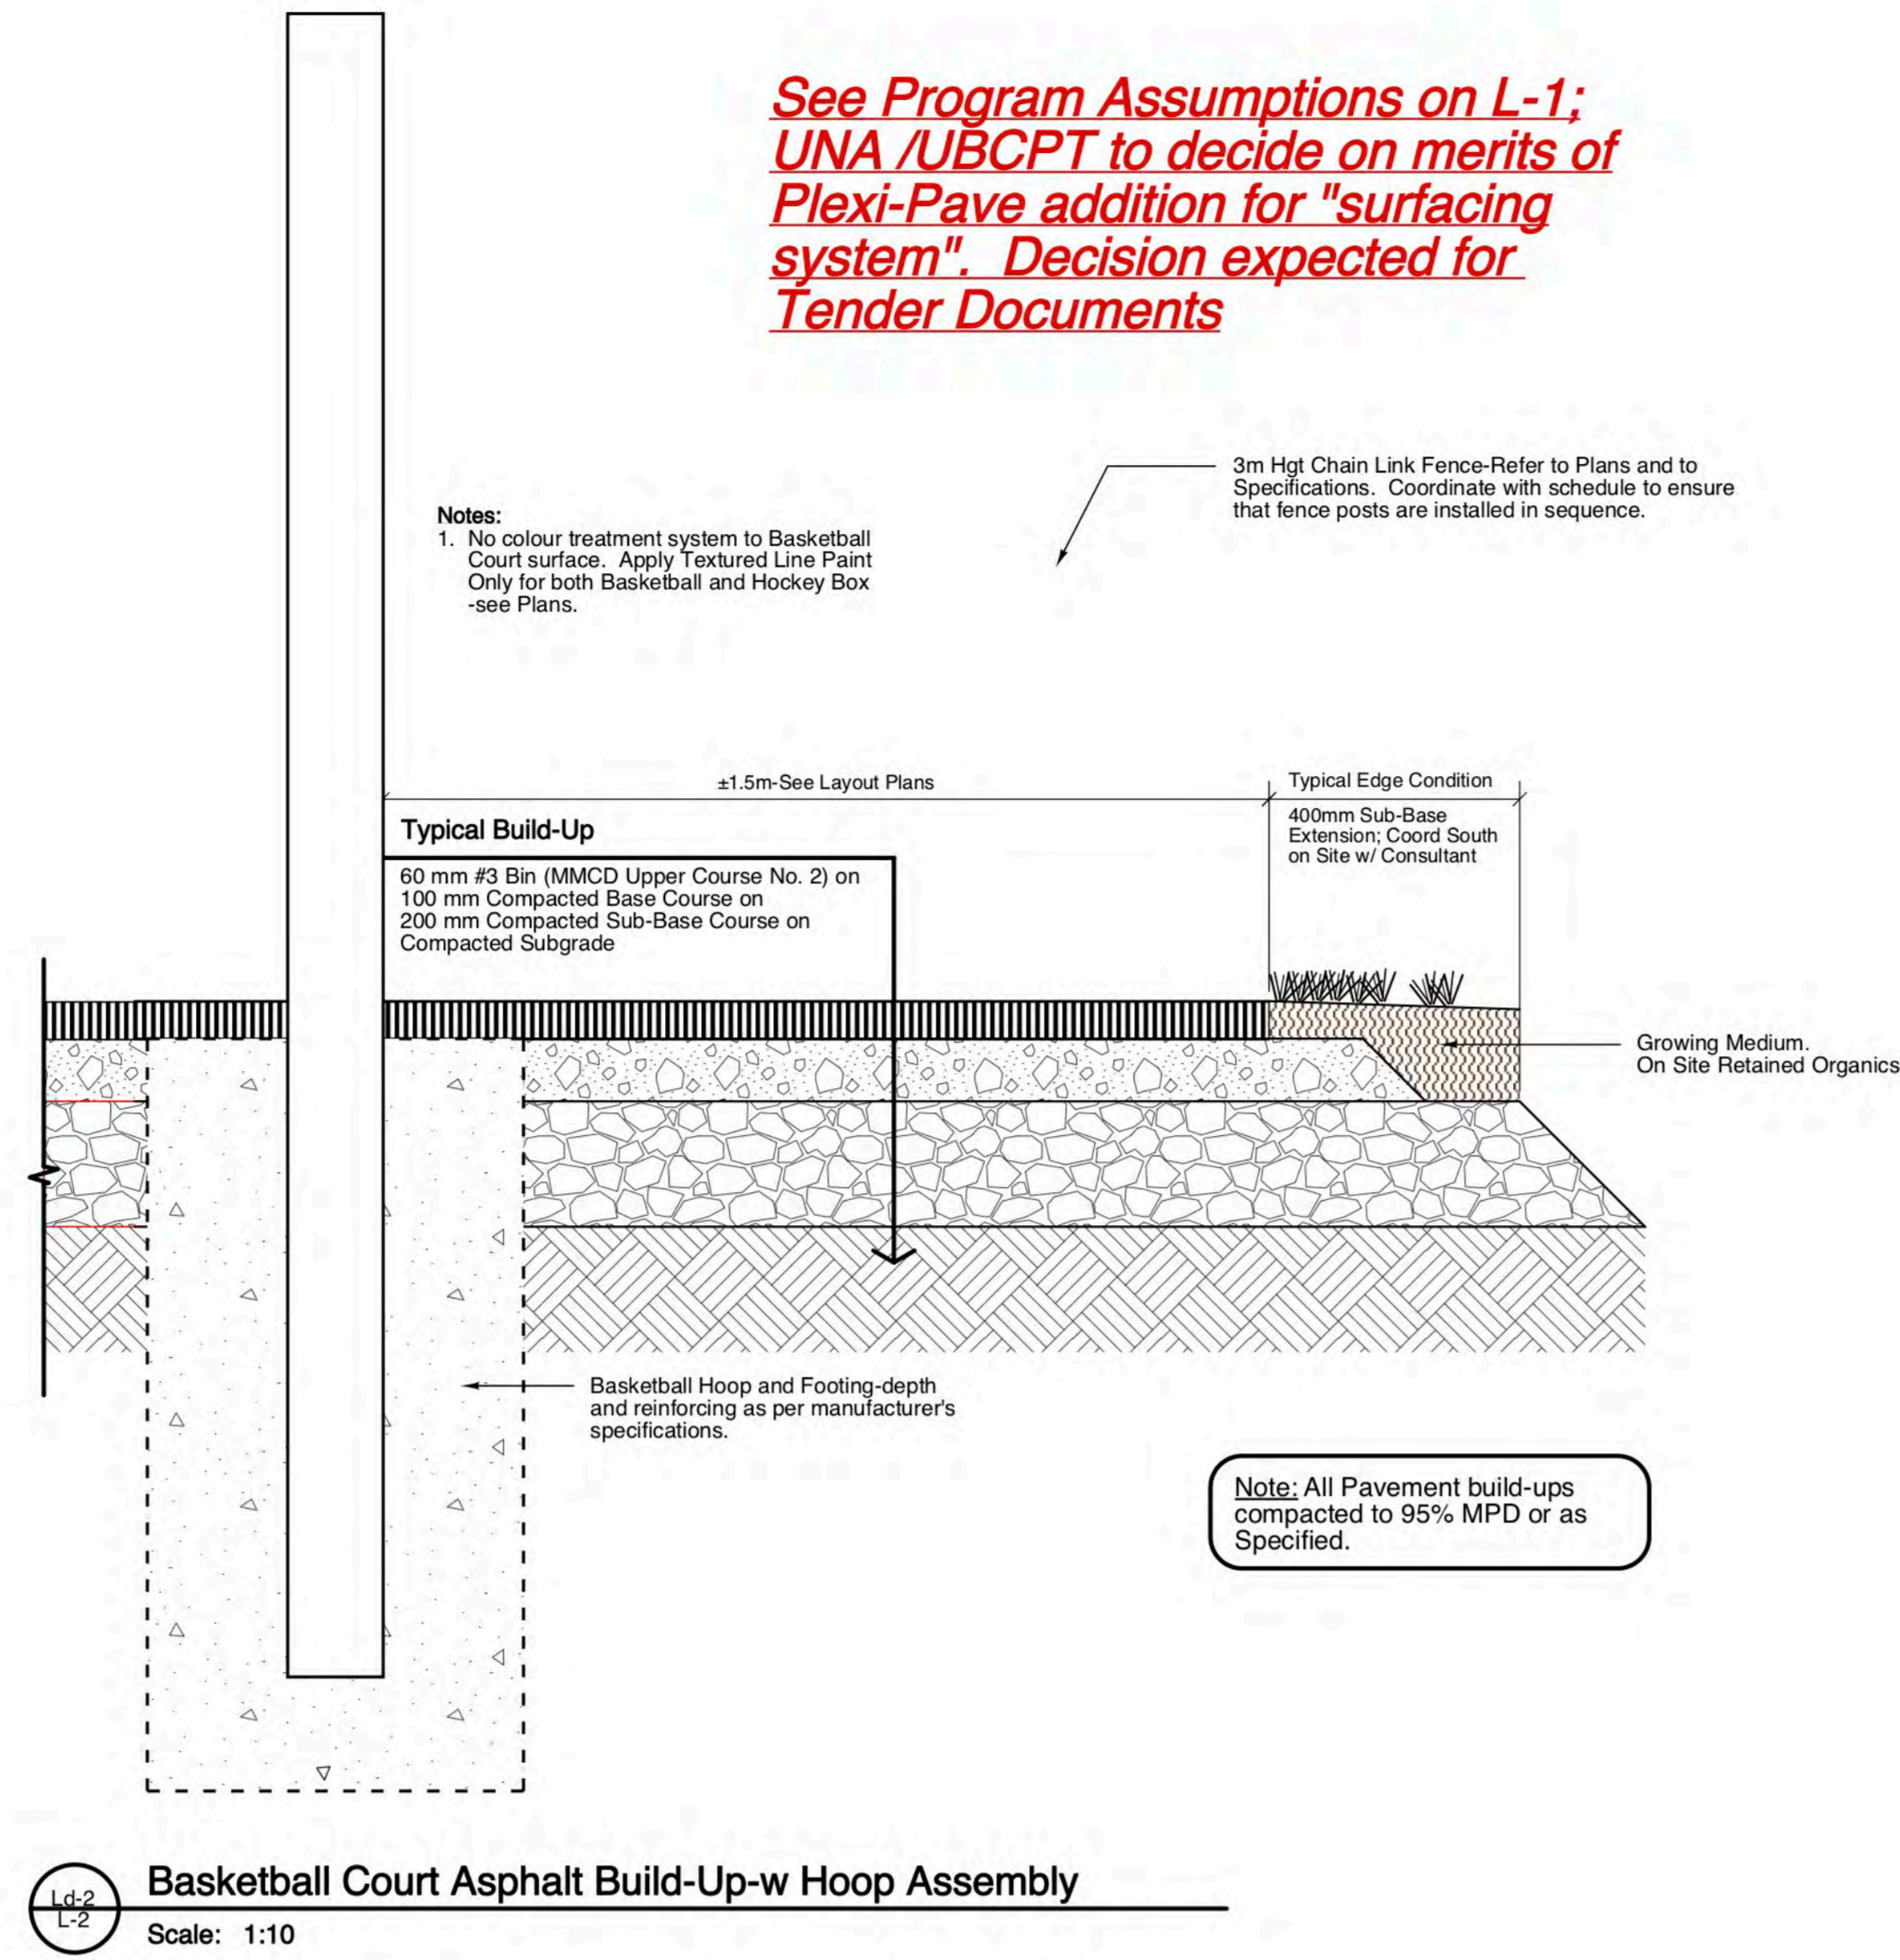 See Program Assumptions on L-1;
UNA /UBCPT to decide on merits of
Plexi-Pave addition for "surfacing
system".  Decision expected for
Tender Documents
3m Hgt Chain Link Fence-Refer to Plans and to
Specifications.  Coordinate with schedule to ensure
that fence posts are installed in sequence.
Notes:
1.  No colour treatment system to Basketball
Court surface.  Apply Textured Line Paint
Only for both Basketball and Hockey Box
-see Plans.
±1.5m-See Layout Plans
Typical Edge Condition
400mm Sub-Base
Extension; Coord South
on Site w/ Consultant
Typical Build-Up
60 mm #3 Bin (MMCD Upper Course No. 2) on
100 mm Compacted Base Course on
200 mm Compacted Sub-Base Course on
Compacted Subgrade
Growing Medium.
On Site Retained Organics
Basketball Hoop and Footing-depth
and reinforcing as per manufacturer's
specifications.
Note: All Pavement build-ups
compacted to 95% MPD or as
Specified.
Ld-2
L-2
Basketball Court Asphalt Build-Up-w Hoop Assembly
Scale:  1:10